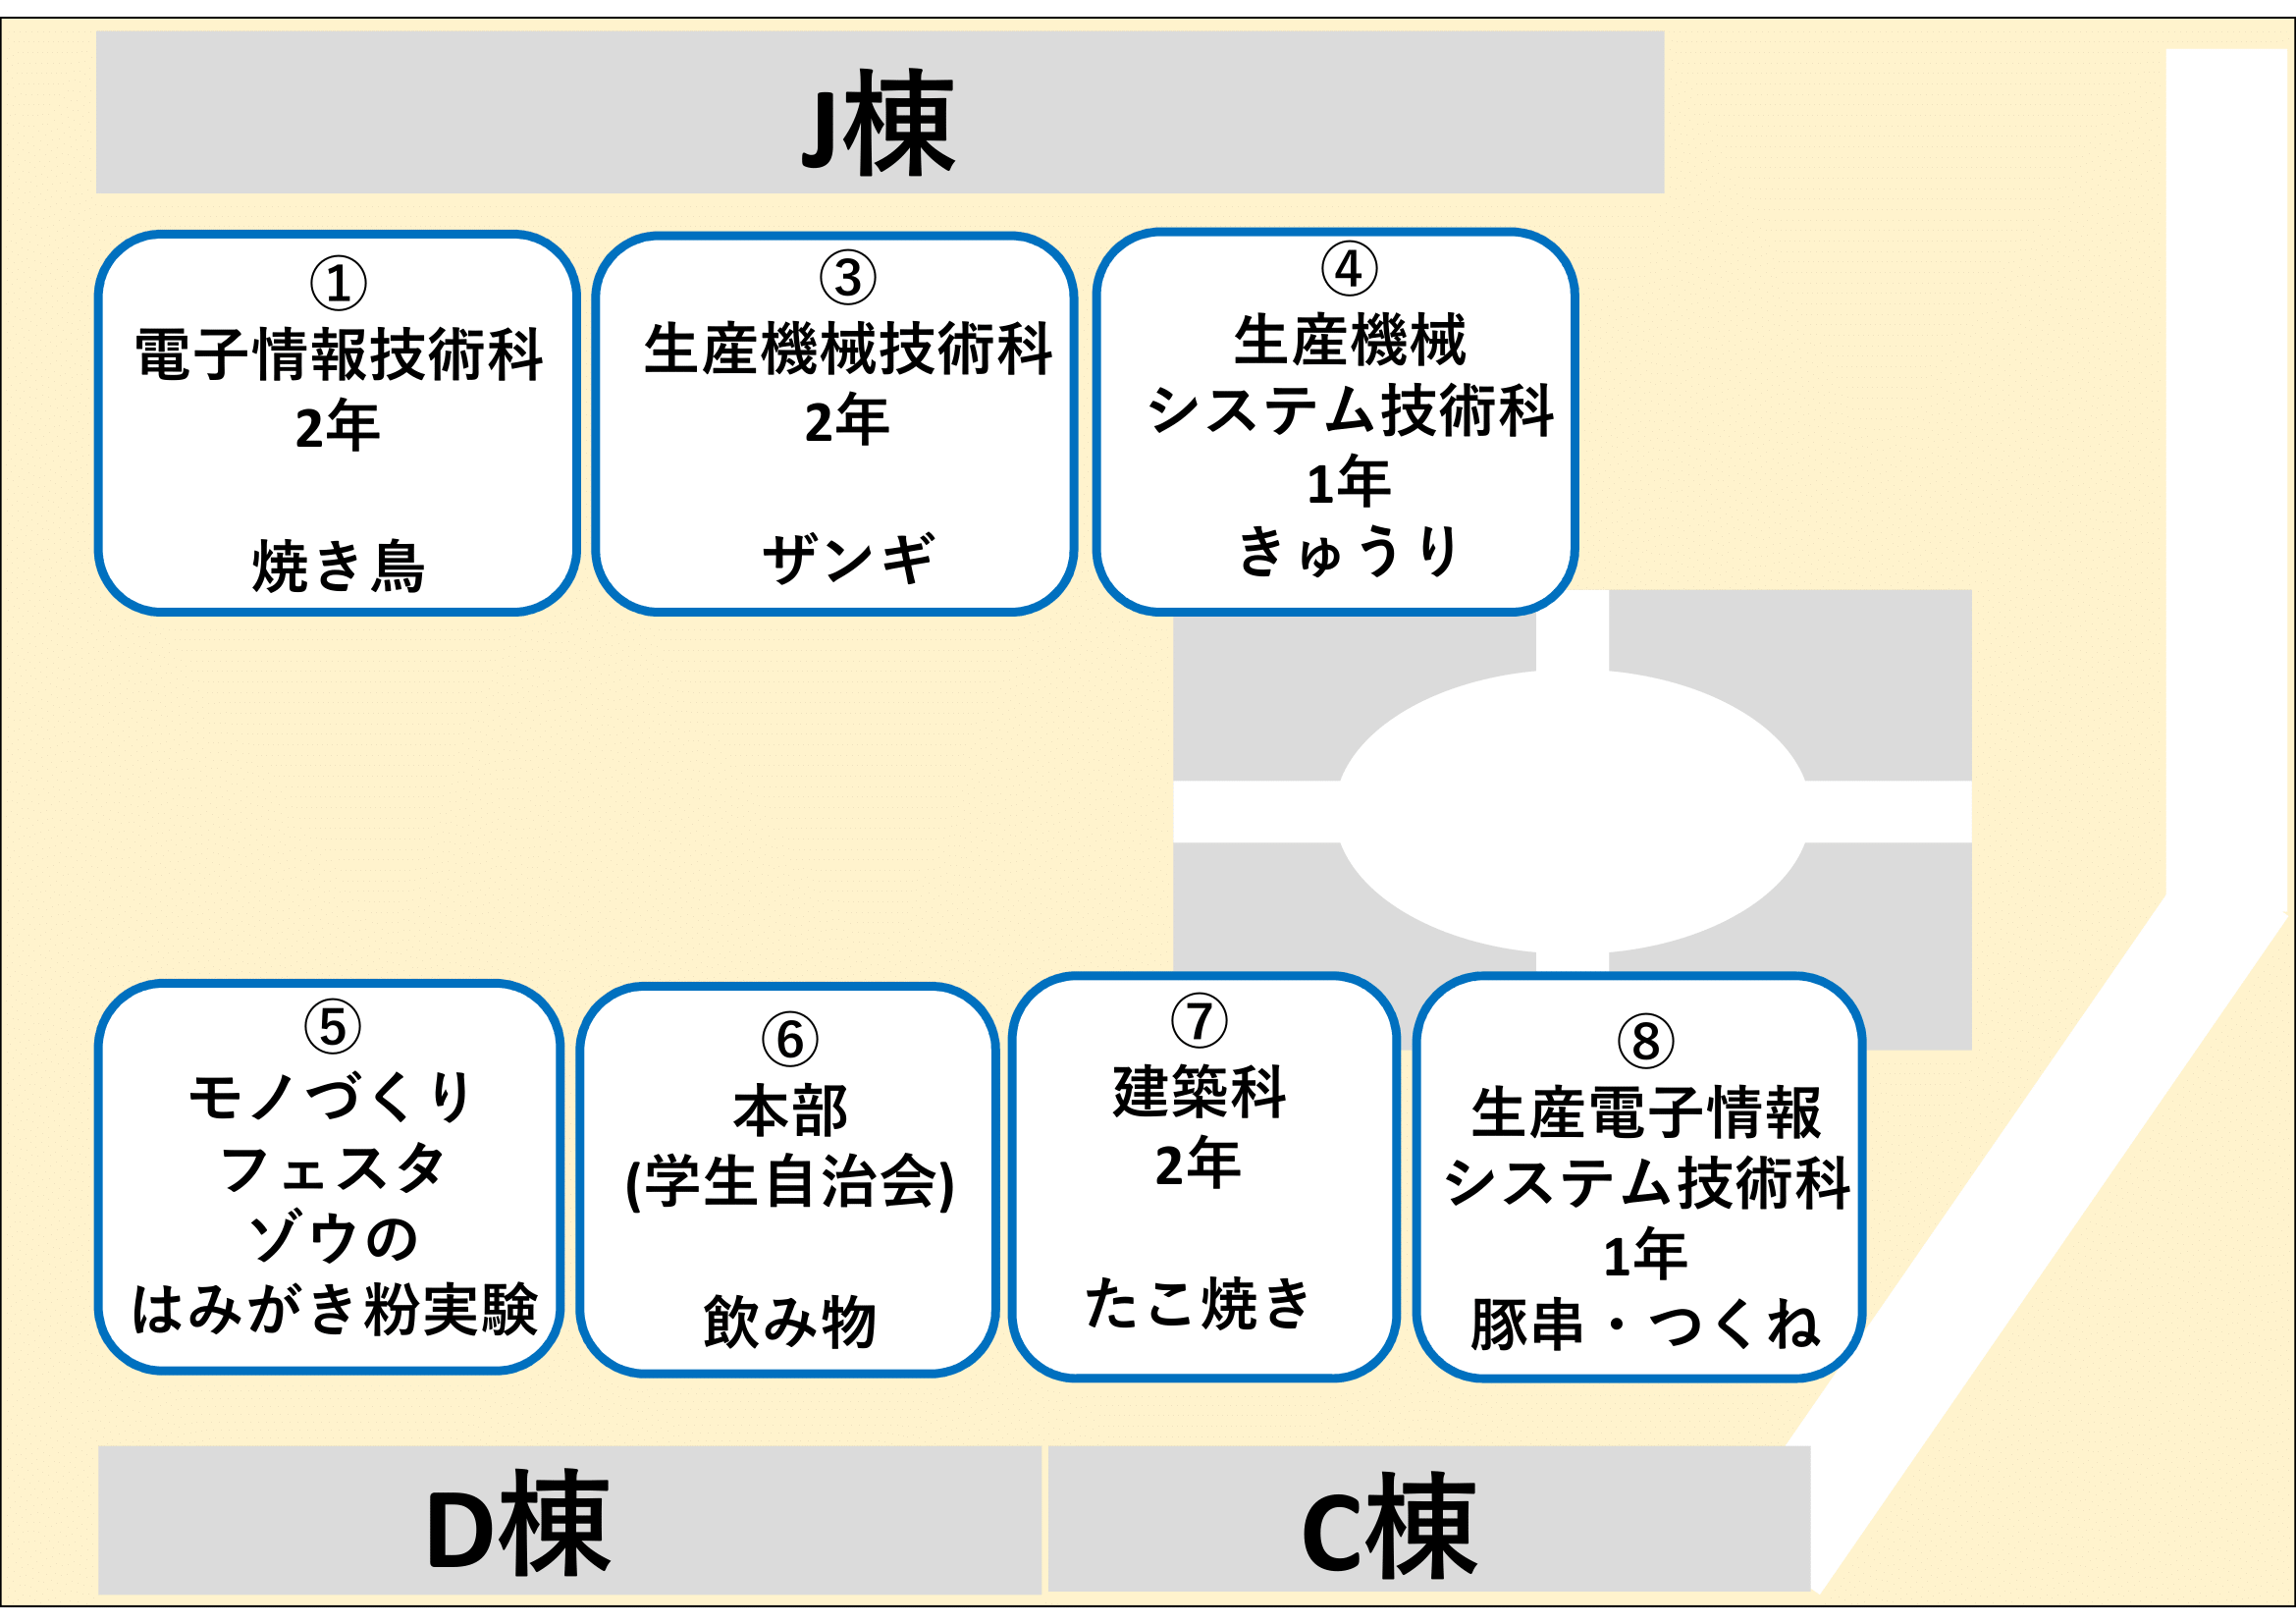 J棟
①
電子情報技術科
2年
焼き鳥
③
生産機械技術科
2年
ザンギ
④
生産機械
システム技術科
1年
きゅうり
⑤
モノづくり
フェスタ
ゾウの
はみがき粉実験
⑥
本部
(学生自治会)
飲み物
⑦
建築科
2年
たこ焼き
⑧
生産電子情報
システム技術科
1年
豚串・つくね
D棟
C棟